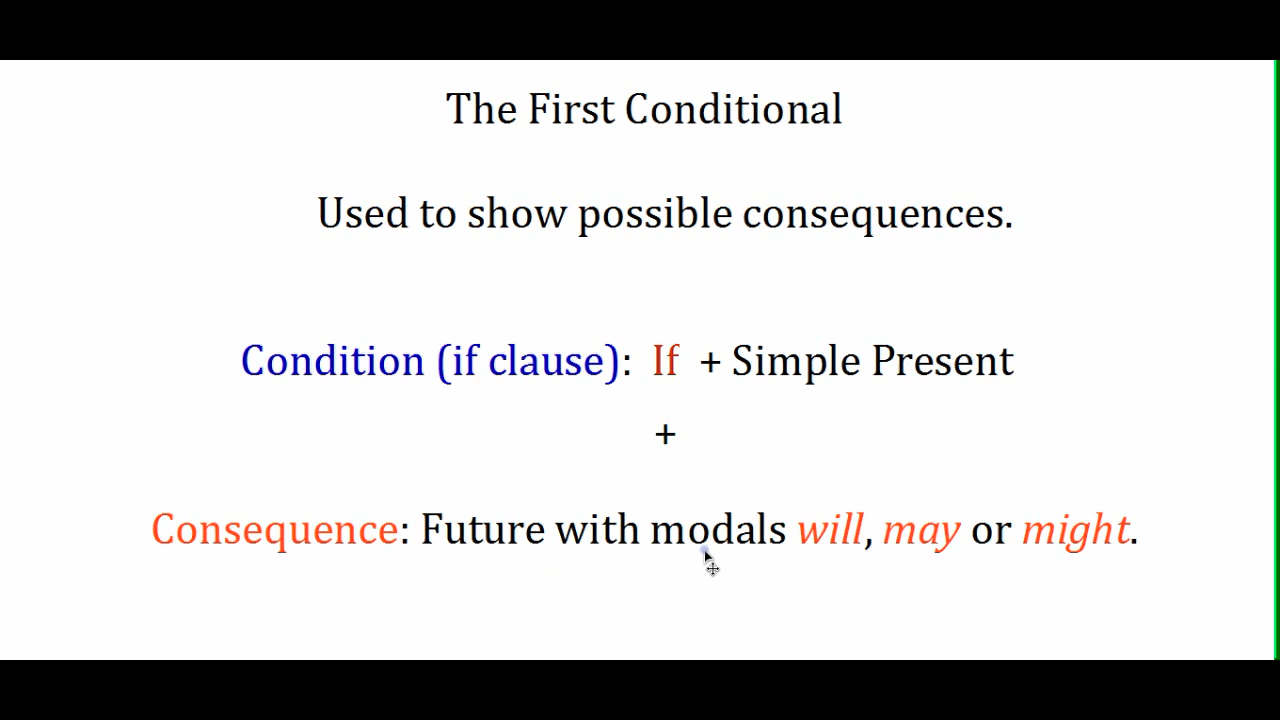 The First Conditional
Used to show possible consequences.
Condition (if clause): If + Simple Present
+
Consequence: Future with modals will, may or might.